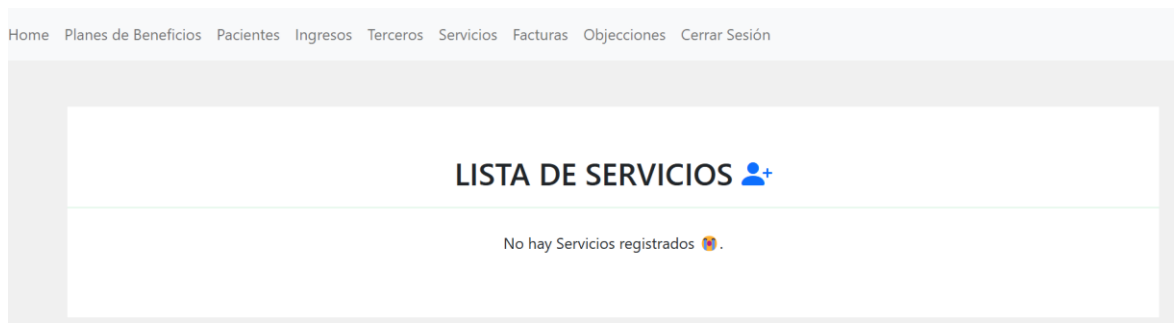 Home Planes de Beneficios Pacientes Ingresos Terceros Servicios Facturas Objecciones Cerrar Sesión
LISTA DE SERVICIOS
No hay Servicios registrados 😭.